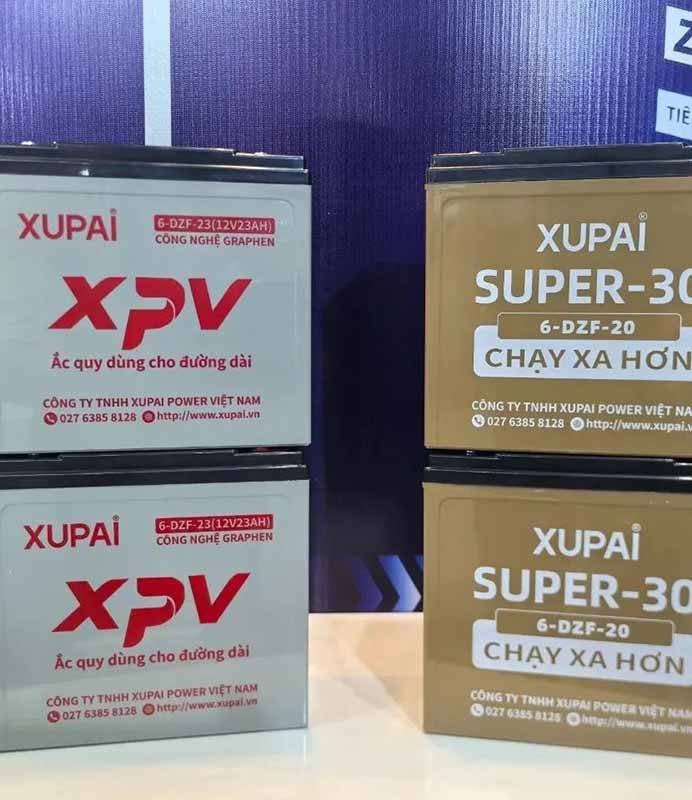 TIÊ
XUPAI
6-DZF-23(12V23AH)
CÔNG NGHỆ GRAPHEN
XPV
Ắc quy dùng cho đường dài
CÔNG TY TNHH XUPAI POWER VIỆT NAM
027 6385 8128 http://www.xupai.vn
XUPAI®
SUPER-30
6-DZF-20
CHẠY XA HƠN
CÔNG TY TNHH XUPAI POWER VIỆT NA
027 6385 8128 http://www.xupai.v
XUPAI
6-DZF-23(12V23AH)
CÔNG NGHỆ GRAPHEN
XPV
Ắc quy dùng cho đường dài
CÔNG TY TNHH XUPAI POWER VIỆT NAM
027 6385 8128 http://www.xupai.vn
XUPAI®
SUPER-30
6-DZF-20
CHẠY XA HƠN
CÔNG TY TNHH XUPAI POWER VIỆT NAM
027 6385 8128 http://www.xupai.v